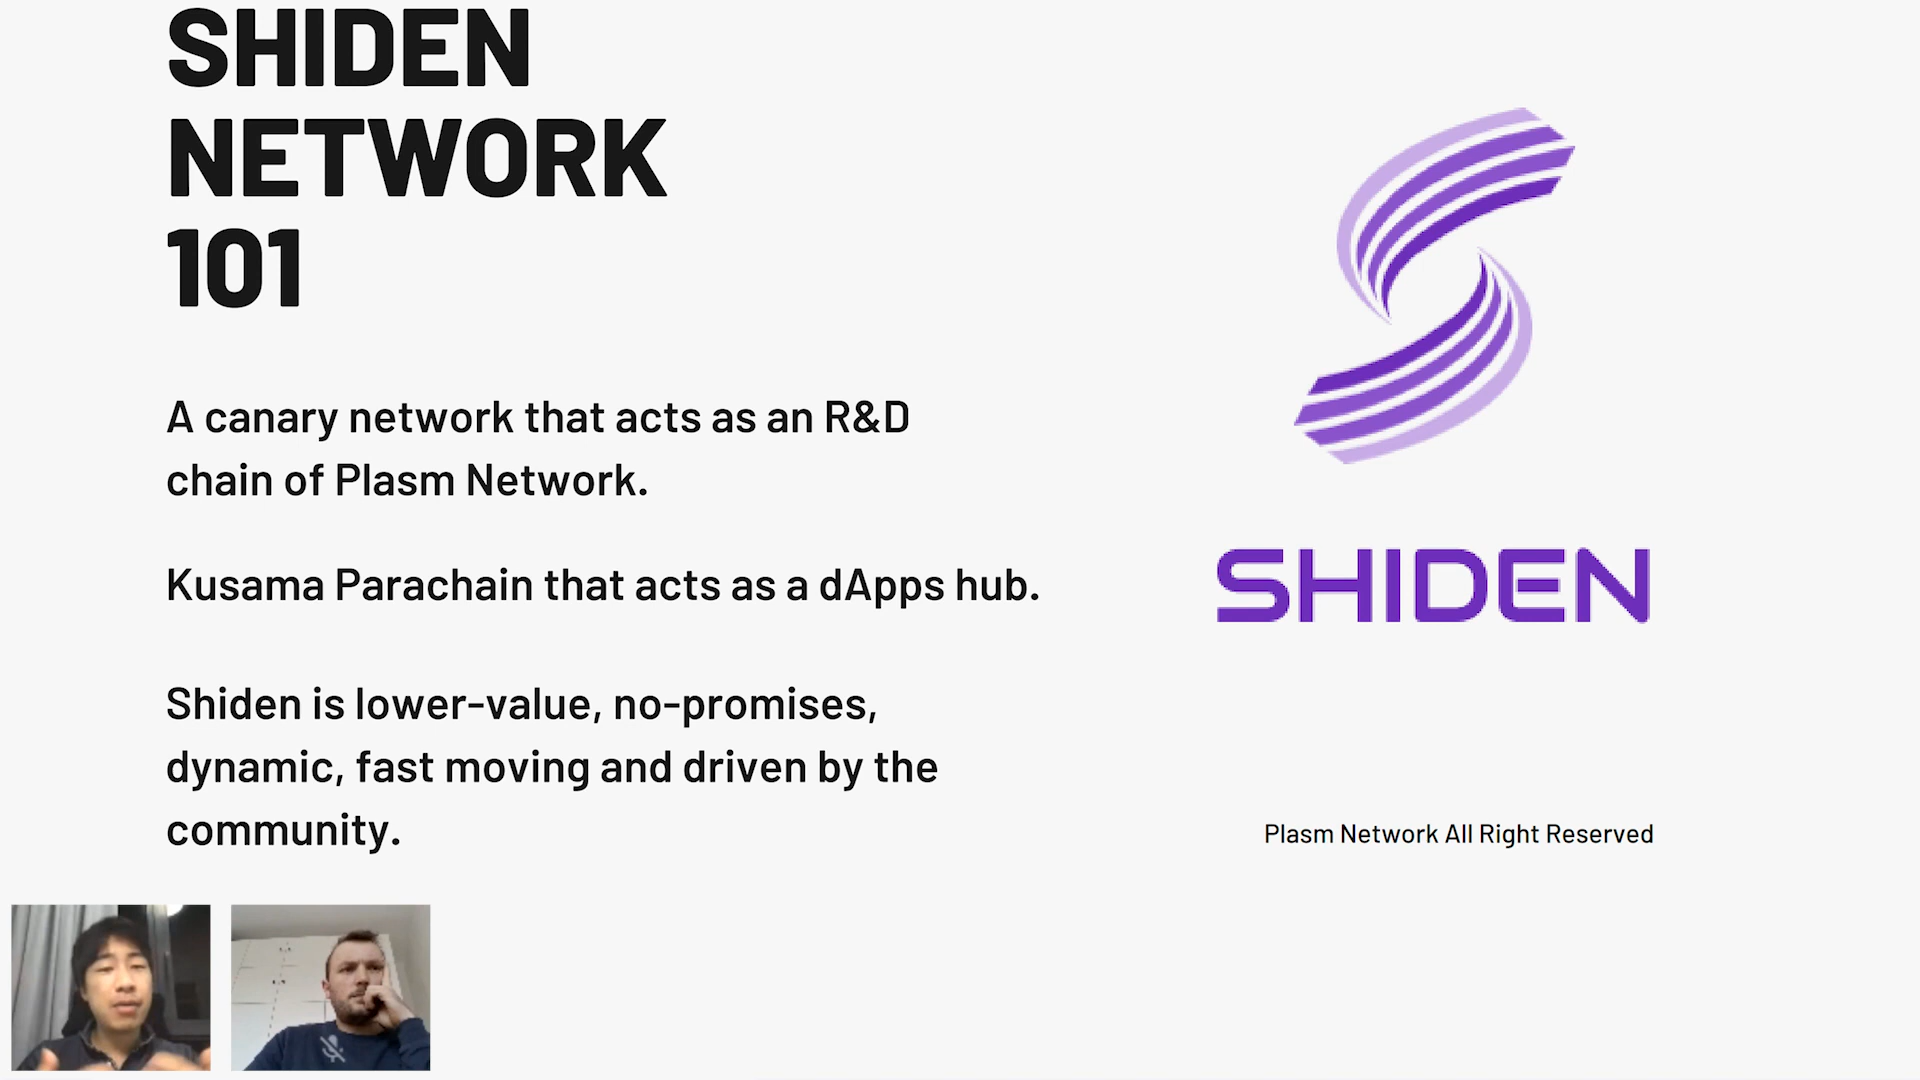 SHIDEN
NETWORK
101
A canary network that acts as an R&D
chain of Plasm Network.
Kusama Parachain that acts as a dApps hub.
Shiden is lower-value, no-promises,
dynamic, fast moving and driven by the
community.
SHIDEN
Plasm Network All Right Reserved